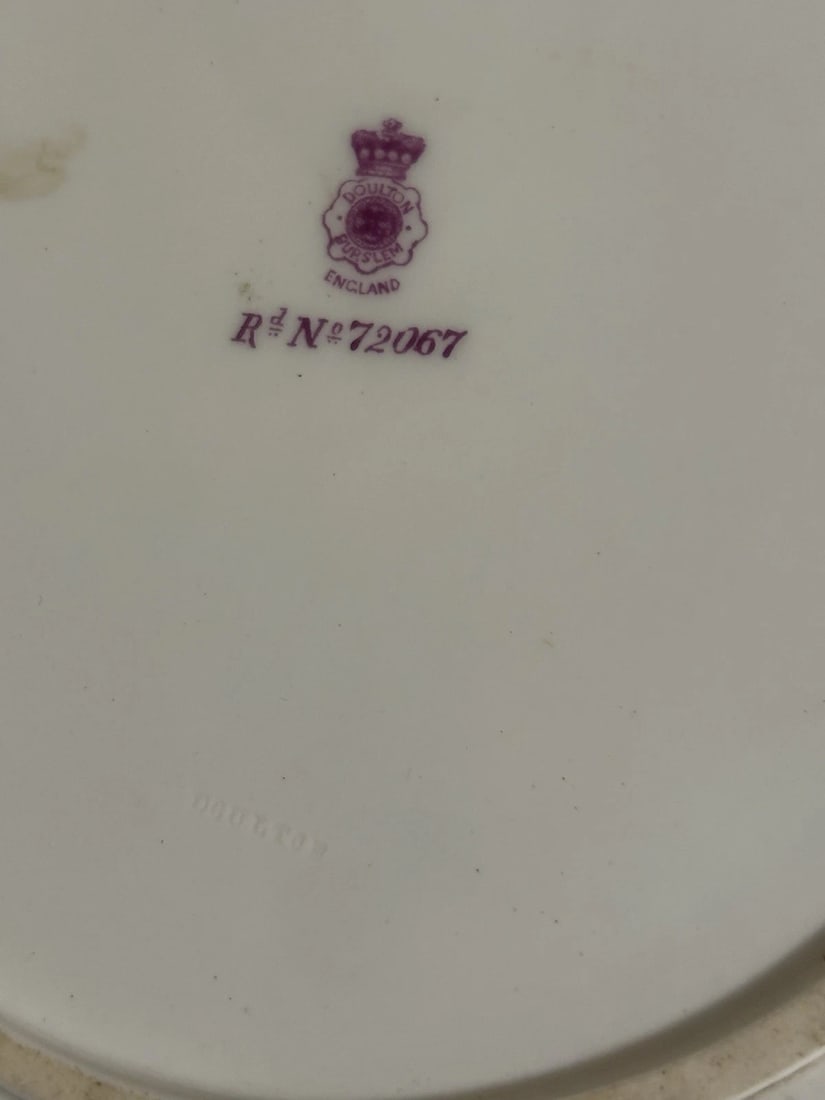 DOULTON
BURSLEM
ENGLAND
Rd No 72067
DOULTON